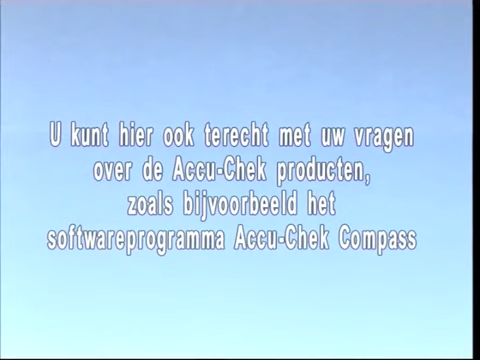 U kunt hier ook terecht met uw vragen
over de Accu-Chek producten,
zoals bijvoorbeeld het
softwareprogramma Accu-Chek Compass